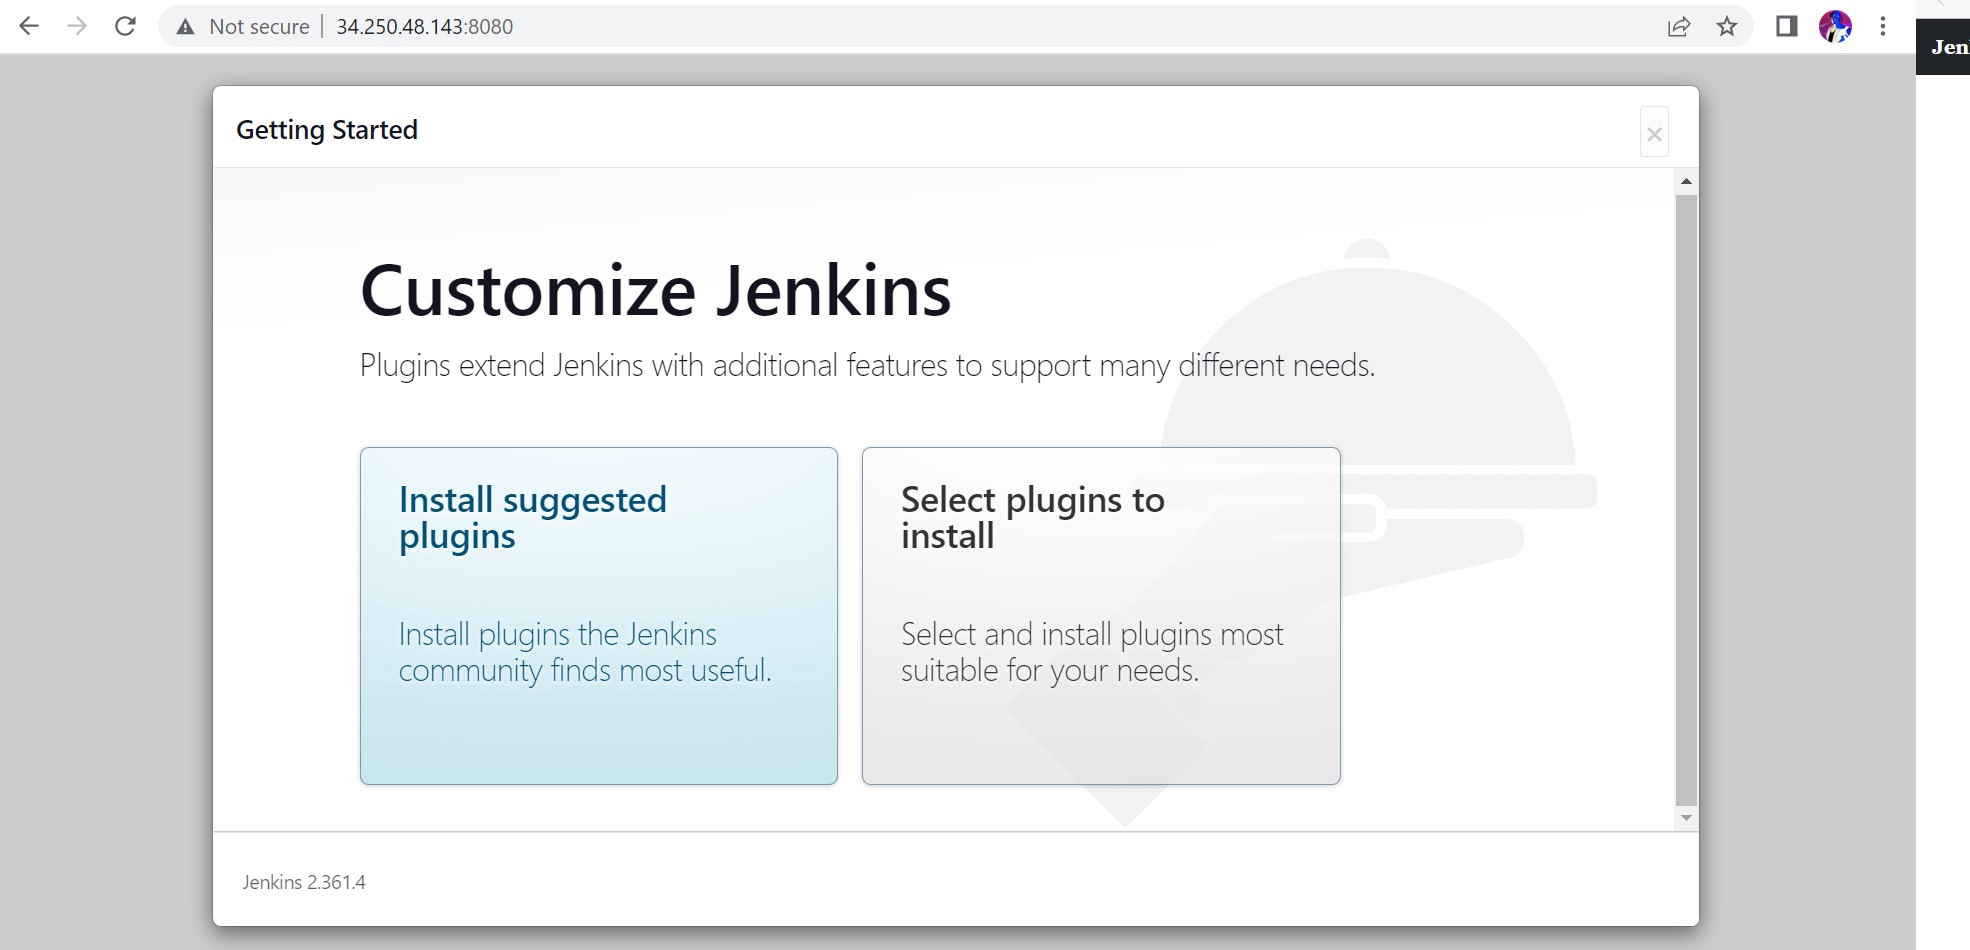 Not secure | 34.250.48.143:8080
Jen
Getting Started
×
Customize Jenkins
Plugins extend Jenkins with additional features to support many different needs.
Install suggested
plugins
Install plugins the Jenkins
community finds most useful.
Select plugins to
install
Select and install plugins most
suitable for your needs.
Jenkins 2.361.4